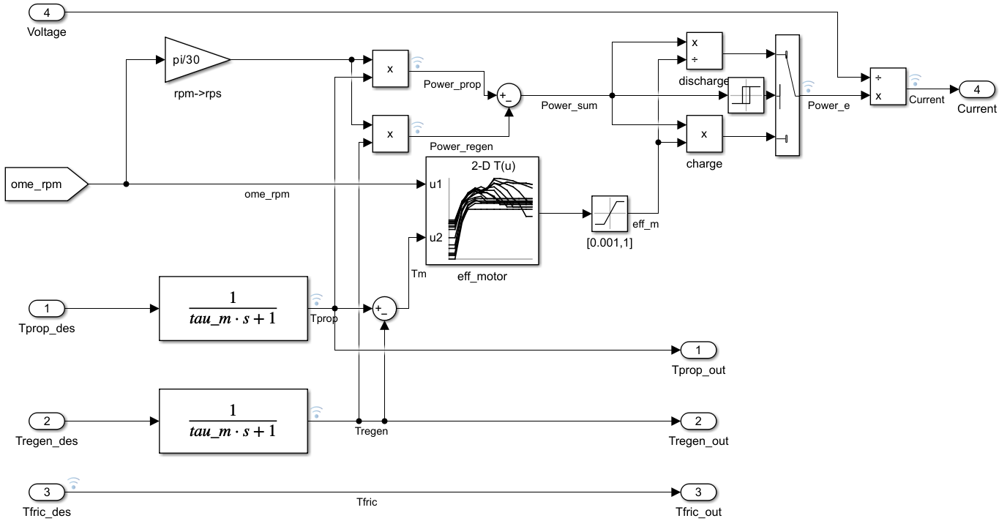 4
Voltage
pi/30
rpm->rps
x
Power_prop
x
Power_regen
+
−
Power_sum
x
÷
discharge
x
charge
Power_e
÷
x
Current
4
Current
ome_rpm
ome_rpm
2-D T(u)
u1
u2
eff_motor
[0.001,1]
eff_m
Tm
1
Tprop_des
1
tau_m · s + 1
Tprop
+
−
1
Tprop_out
2
Tregen_des
1
tau_m · s + 1
Tregen
2
Tregen_out
3
Tfric_des
Tfric
3
Tfric_out